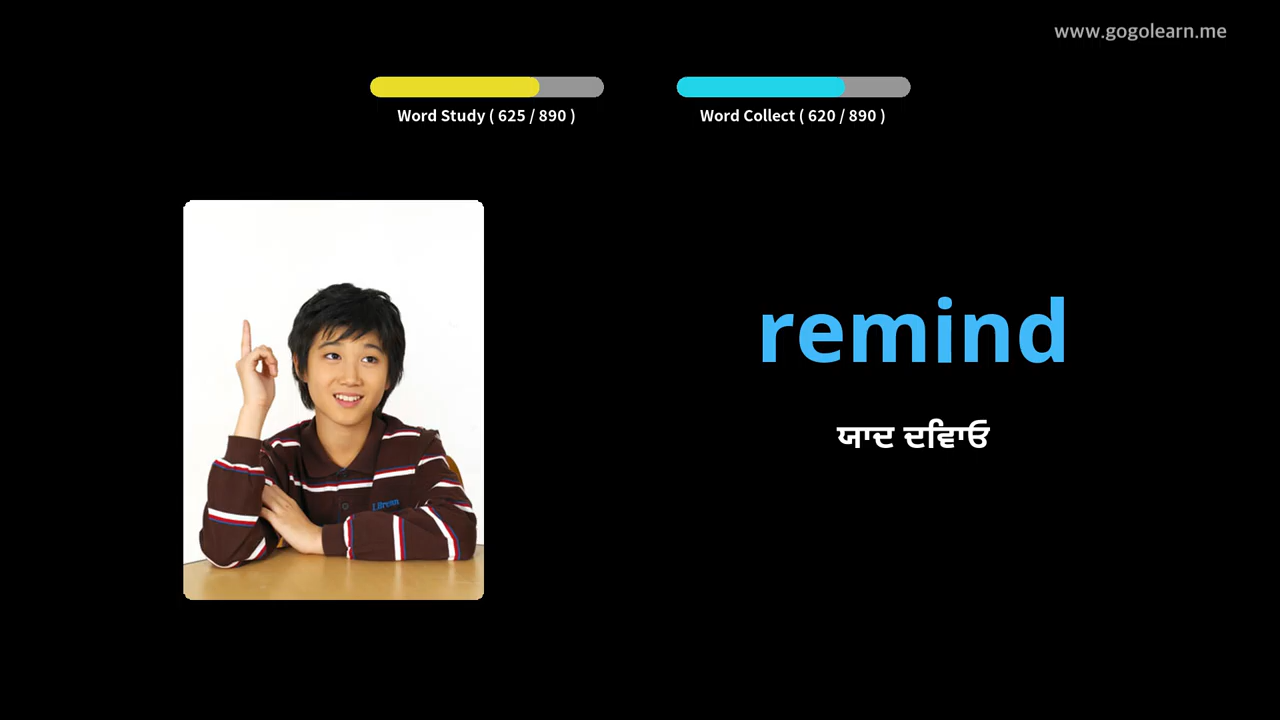 www.gogolearn.me
Word Study ( 625 / 890 )
Word Collect ( 620 / 890 )
remind
ਯਾਦ ਦਵਿਾਓ